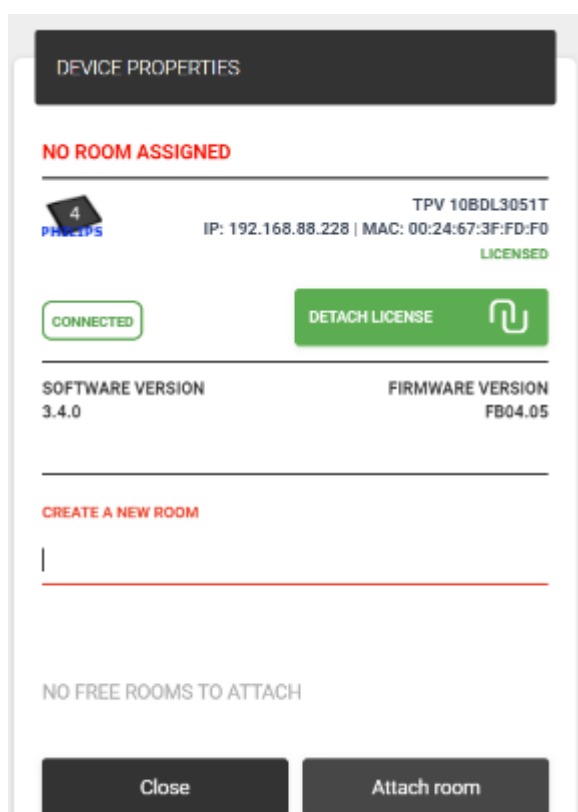 DEVICE PROPERTIES
NO ROOM ASSIGNED
4
PHILIPS
TPV 10BDL3051T
IP: 192.168.88.228 | MAC: 00:24:67:3F:FD:F0
LICENSED
CONNECTED
DETACH LICENSE
SOFTWARE VERSION
3.4.0
FIRMWARE VERSION
FB04.05
CREATE A NEW ROOM
NO FREE ROOMS TO ATTACH
Close
Attach room